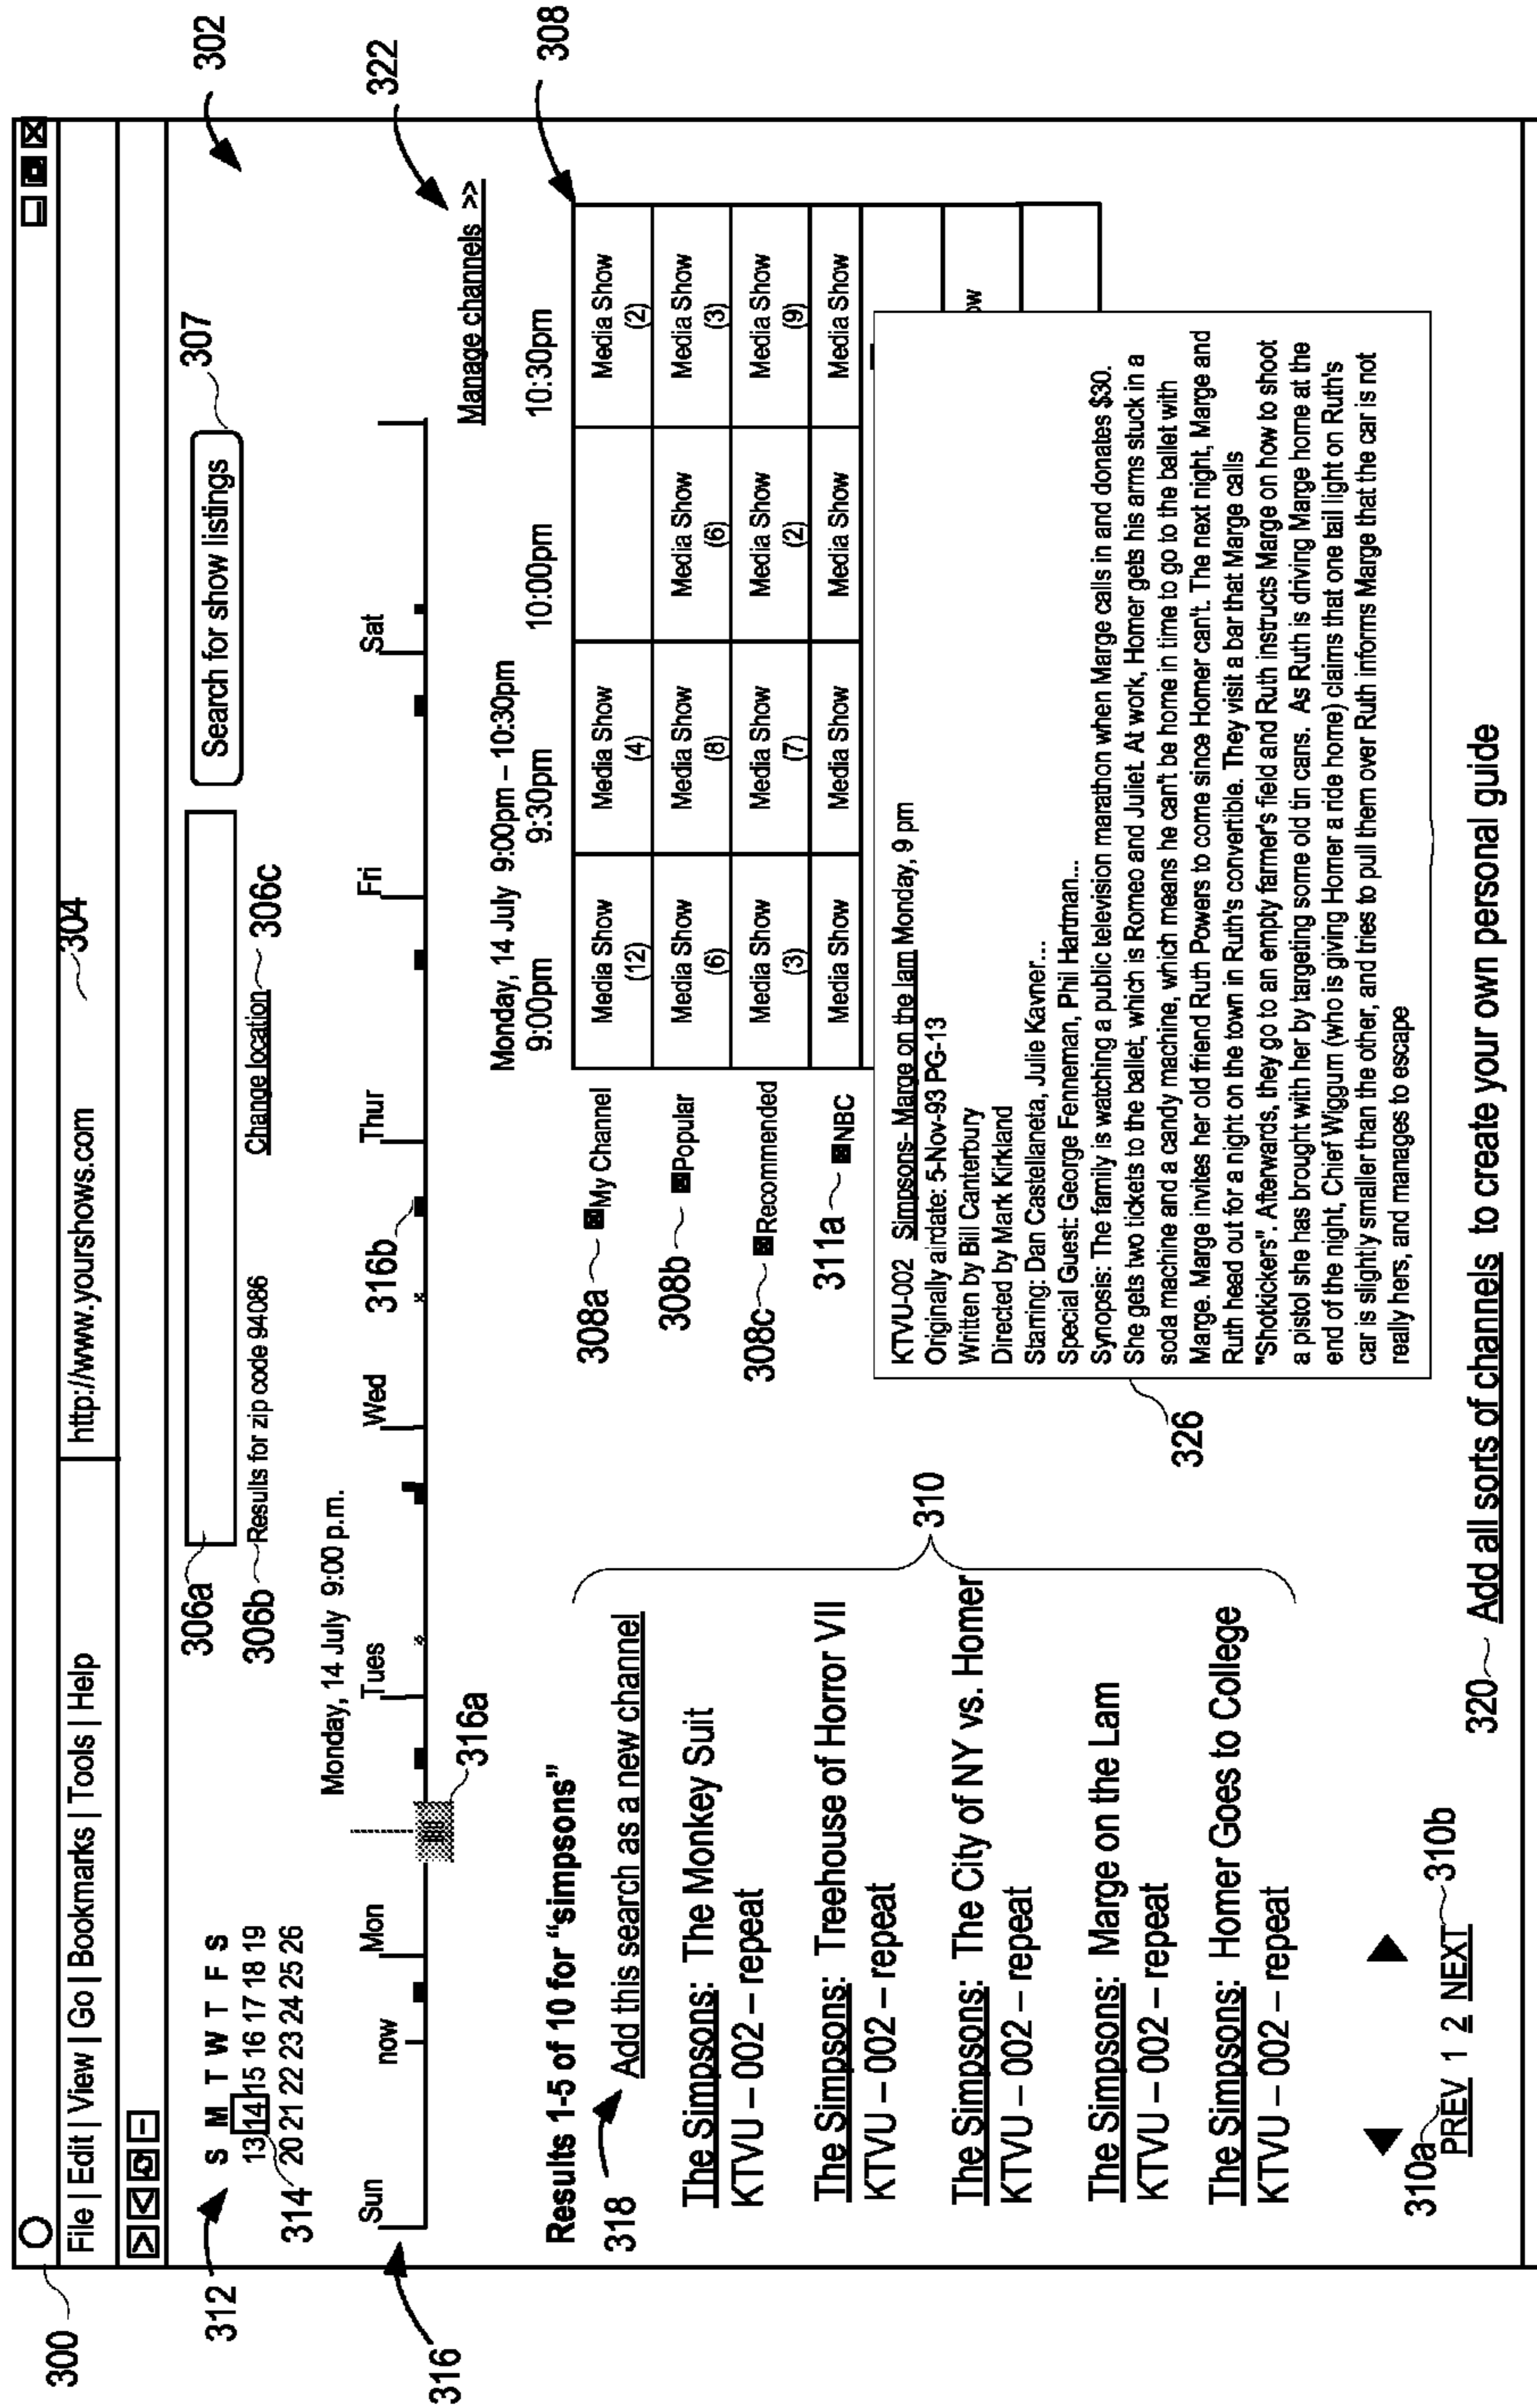 300
302
304
File | Edit | View | Go | Bookmarks | Tools | Help
http://www.yourshows.com
312
S M T W T F S
13 14 15 16 17 18 19
20 21 22 23 24 25 26
314
306a
Search for show listings
307
306b
Results for zip code 94086
Change location
306c
Monday, 14 July 9:00 p.m.
316
Sun
now
Mon
Tues
Wed
Thur
Fri
Sat
316a
316b
322
Manage channels >>
Results 1-5 of 10 for “simpsons”
318
Add this search as a new channel
The Simpsons: The Monkey Suit
KTVU – 002 – repeat
The Simpsons: Treehouse of Horror VII
KTVU – 002 – repeat
The Simpsons: The City of NY vs. Homer
KTVU – 002 – repeat
The Simpsons: Marge on the Lam
KTVU – 002 – repeat
The Simpsons: Homer Goes to College
KTVU – 002 – repeat
310
310a
PREV 1 2 NEXT
310b
Monday, 14 July 9:00pm – 10:30pm
9:00pm 9:30pm 10:00pm 10:30pm
308
308a
My Channel
Media Show (12)
Media Show (4)
Media Show (2)
308b
Popular
Media Show (6)
Media Show (8)
Media Show (6)
Media Show (3)
308c
Recommended
Media Show (3)
Media Show (7)
Media Show (2)
Media Show (9)
311a
NBC
Media Show
Media Show
Media Show
Media Show
ow
KTVU-002 Simpsons- Marge on the lam Monday, 9 pm
Originally airdate: 5-Nov-93 PG-13
Written by Bill Canterbury
Directed by Mark Kirkland
Starring: Dan Castellaneta, Julie Kavner...
Special Guest: George Fenneman, Phil Hartman...
Synopsis: The family is watching a public television marathon when Marge calls in and donates $30.
She gets two tickets to the ballet, which is Romeo and Juliet. At work, Homer gets his arms stuck in a
soda machine and a candy machine, which means he can't be home in time to go to the ballet with
Marge. Marge invites her old friend Ruth Powers to come since Homer can't. The next night, Marge and
Ruth head out for a night on the town in Ruth's convertible. They visit a bar that Marge calls
"Shotkickers". Afterwards, they go to an empty farmer's field and Ruth instructs Marge on how to shoot
a pistol she has brought with her by targeting some old tin cans. As Ruth is driving Marge home at the
end of the night, Chief Wiggum (who is giving Homer a ride home) claims that one tail light on Ruth's
car is slightly smaller than the other, and tries to pull them over Ruth informs Marge that the car is not
really hers, and manages to escape
326
320
Add all sorts of channels to create your own personal guide